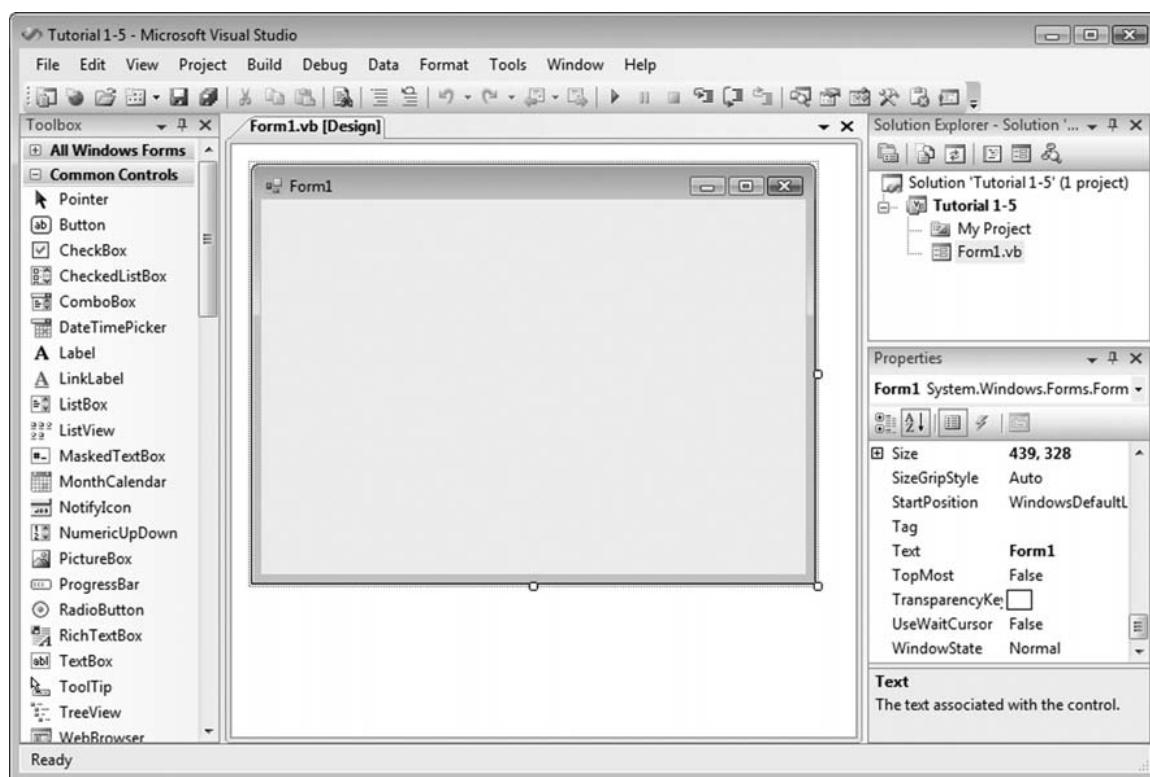 Tutorial 1-5 - Microsoft Visual Studio
File Edit View Project Build Debug Data Format Tools Window Help
Toolbox
All Windows Forms
Common Controls
Pointer
Button
CheckBox
CheckedListBox
ComboBox
DateTimePicker
Label
LinkLabel
ListBox
ListView
MaskedTextBox
MonthCalendar
NotifyIcon
NumericUpDown
PictureBox
ProgressBar
RadioButton
RichTextBox
TextBox
ToolTip
TreeView
WebBrowser
Form1.vb [Design]
Form1
Solution Explorer - Solution '...
Solution 'Tutorial 1-5' (1 project)
Tutorial 1-5
My Project
Form1.vb
Properties
Form1 System.Windows.Forms.Form
Size 439, 328
SizeGripStyle Auto
StartPosition WindowsDefaultL
Tag
Text Form1
TopMost False
TransparencyKe
UseWaitCursor False
WindowState Normal
Text
The text associated with the control.
Ready